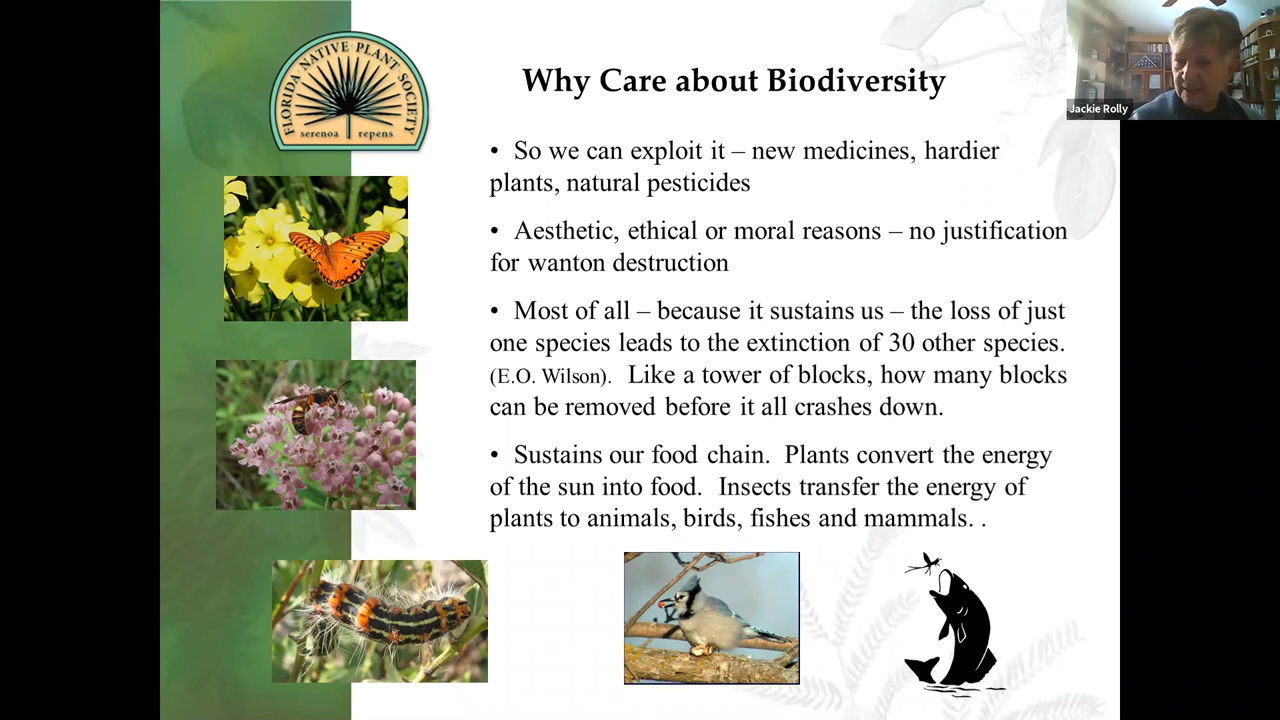 FLORIDA NATIVE PLANT SOCIETY
serenoa repens
Why Care about Biodiversity
Jackie Rolly
• So we can exploit it – new medicines, hardier
plants, natural pesticides
• Aesthetic, ethical or moral reasons – no justification
for wanton destruction
• Most of all – because it sustains us – the loss of just
one species leads to the extinction of 30 other species.
(E.O. Wilson). Like a tower of blocks, how many blocks
can be removed before it all crashes down.
• Sustains our food chain. Plants convert the energy
of the sun into food. Insects transfer the energy of
plants to animals, birds, fishes and mammals. .